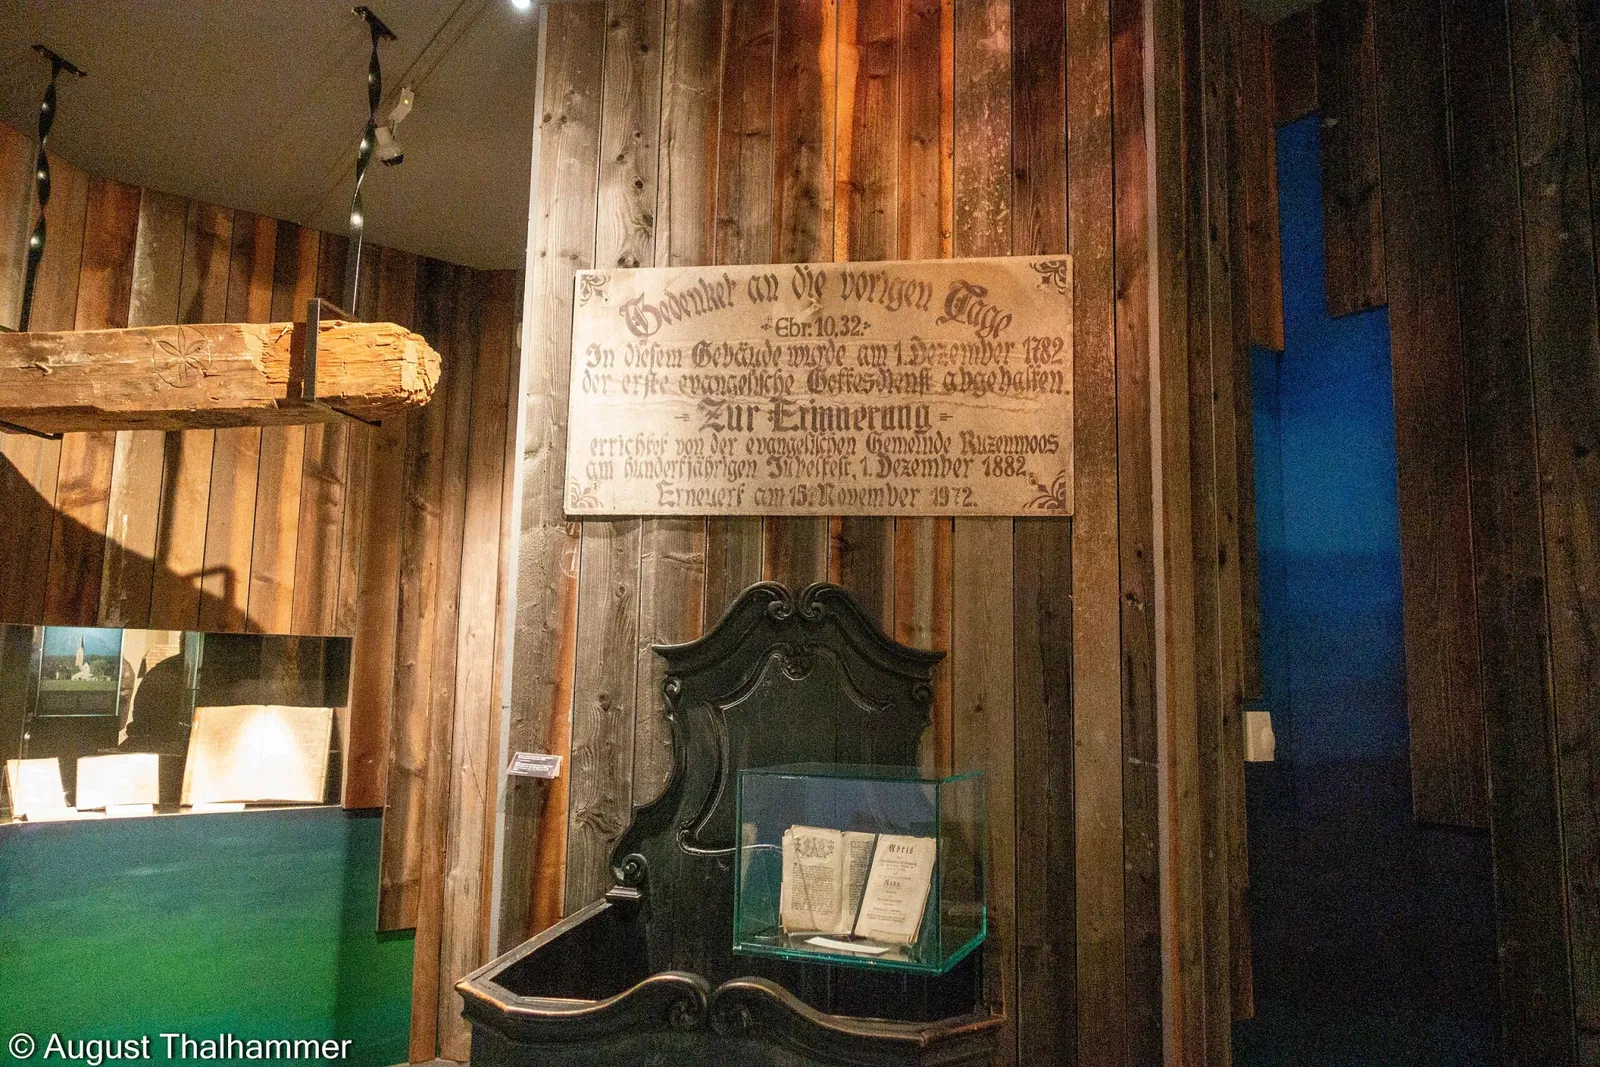 Gedenket an die vorigen Tage
Ebr. 10,32.
In diesem Gebäude wurde am 1. Dezember 1782
der erste evangelische Gottesdienst abgehalten.
- Zur Erinnerung -
errichtet von der evangelischen Gemeinde Ruzenmoos
am hundertjährigen Jubelfest, 1. Dezember 1882.
Erneuert am 15. November 1972.
Abris
© August Thalhammer